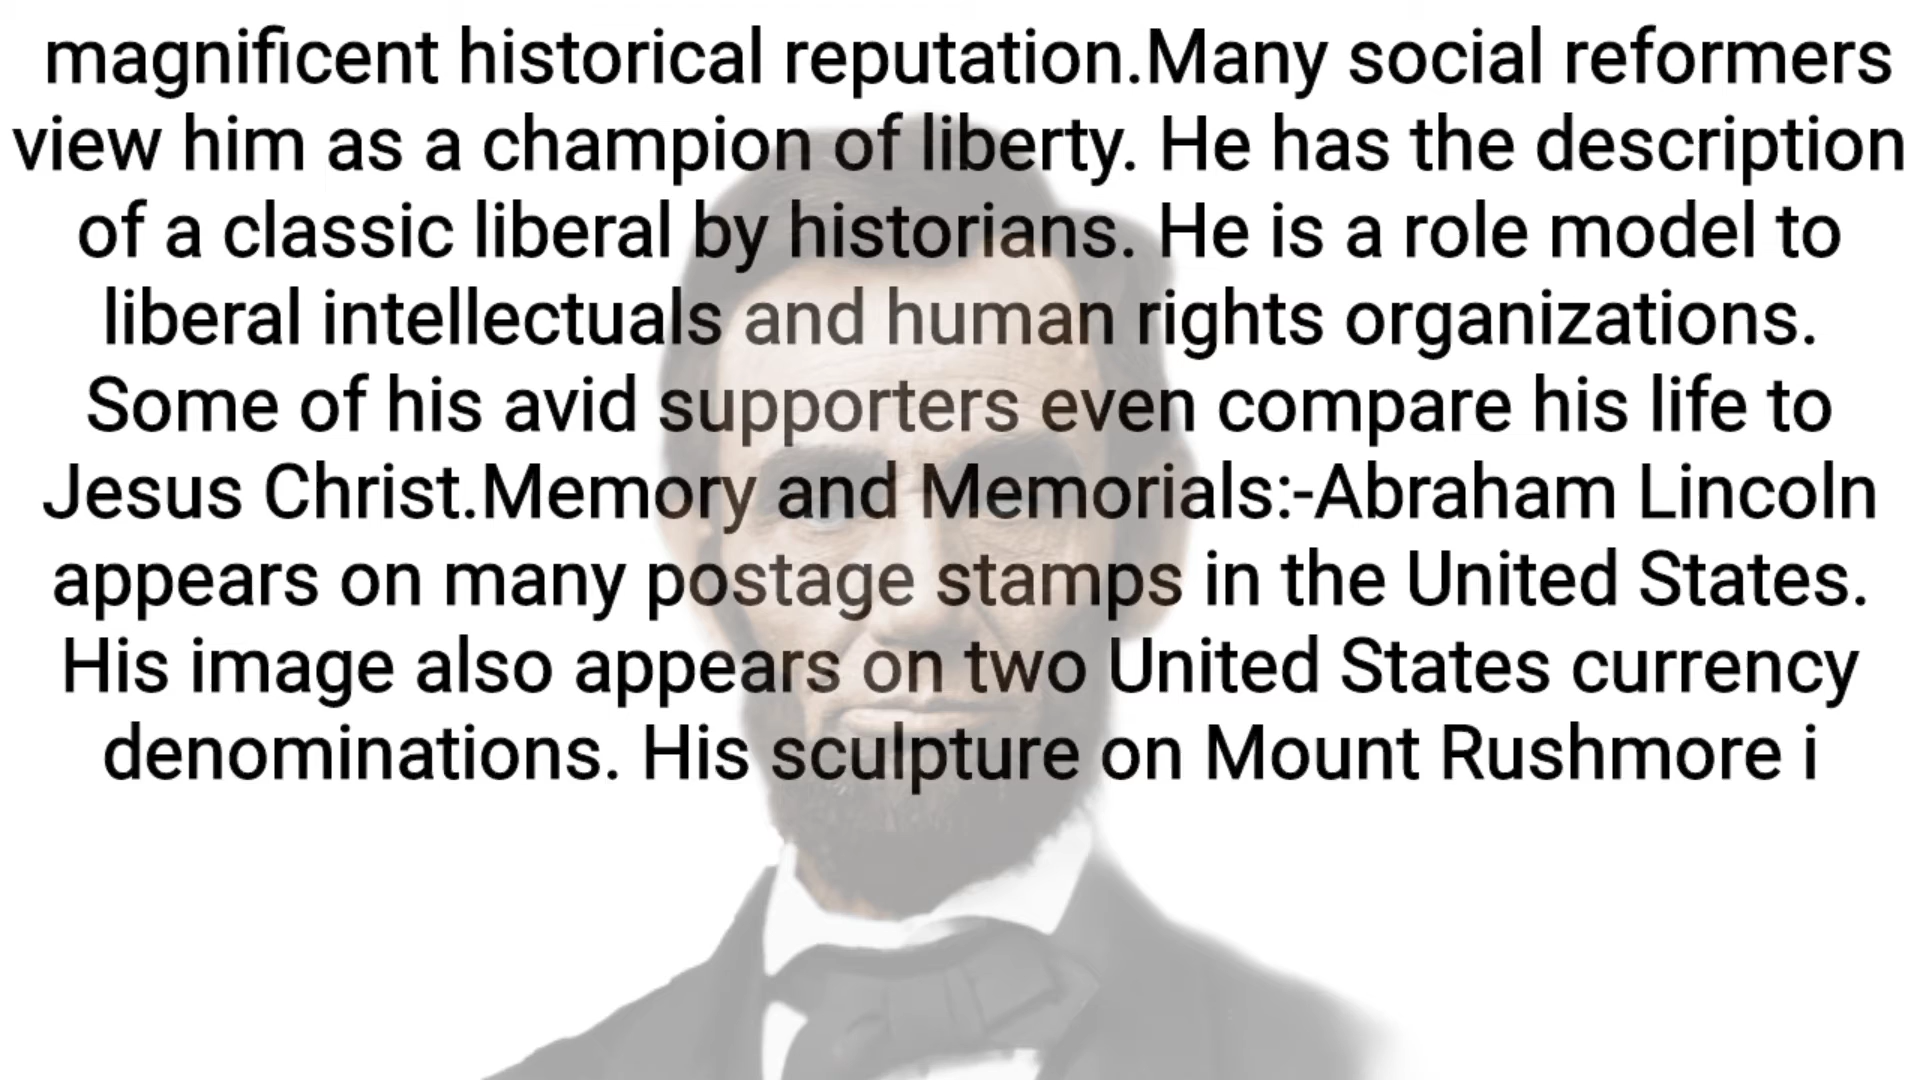 magnificent historical reputation.Many social reformers
view him as a champion of liberty. He has the description
of a classic liberal by historians. He is a role model to
liberal intellectuals and human rights organizations.
Some of his avid supporters even compare his life to
Jesus Christ.Memory and Memorials:-Abraham Lincoln
appears on many postage stamps in the United States.
His image also appears on two United States currency
denominations. His sculpture on Mount Rushmore i